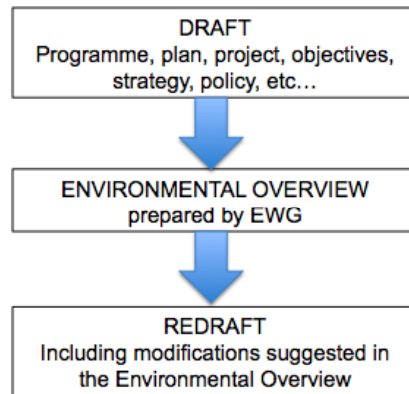 DRAFT
Programme, plan, project, objectives,
strategy, policy, etc…
ENVIRONMENTAL OVERVIEW
prepared by EWG
REDRAFT
Including modifications suggested in
the Environmental Overview